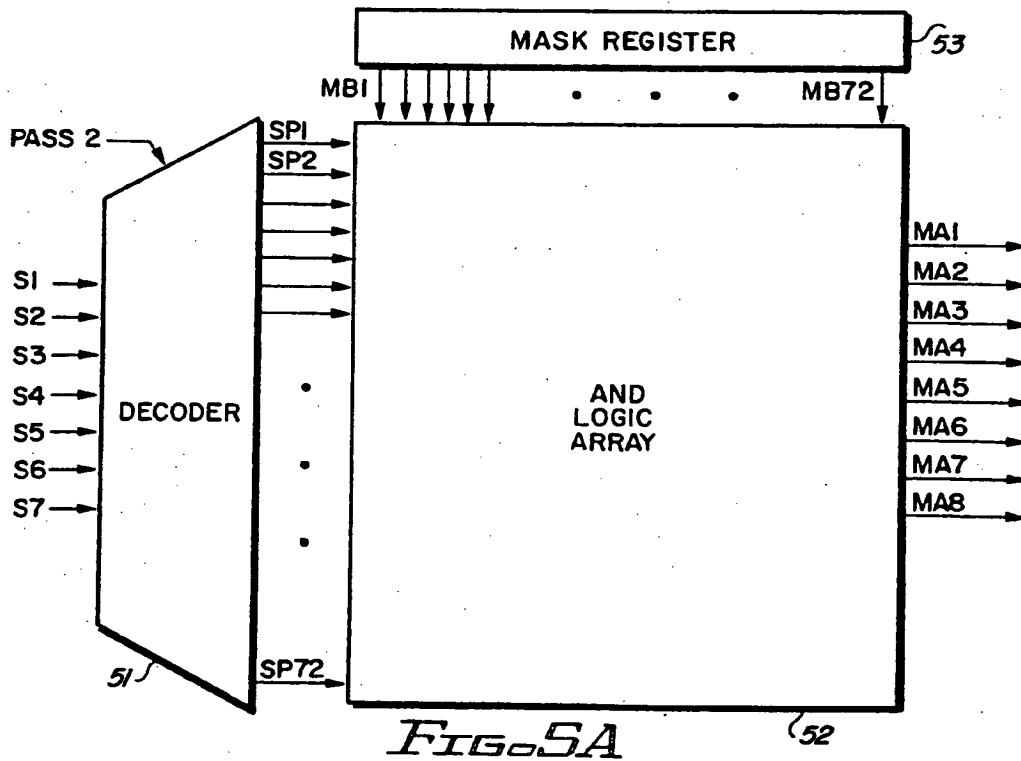 MASK REGISTER
53
MB1
MB72
PASS 2
SP1
SP2
MA1
MA2
S1
MA3
S2
MA4
S3
AND
LOGIC
ARRAY
S4
DECODER
MA5
S5
MA6
S6
MA7
S7
MA8
SP72
51
52
FIG. 5A